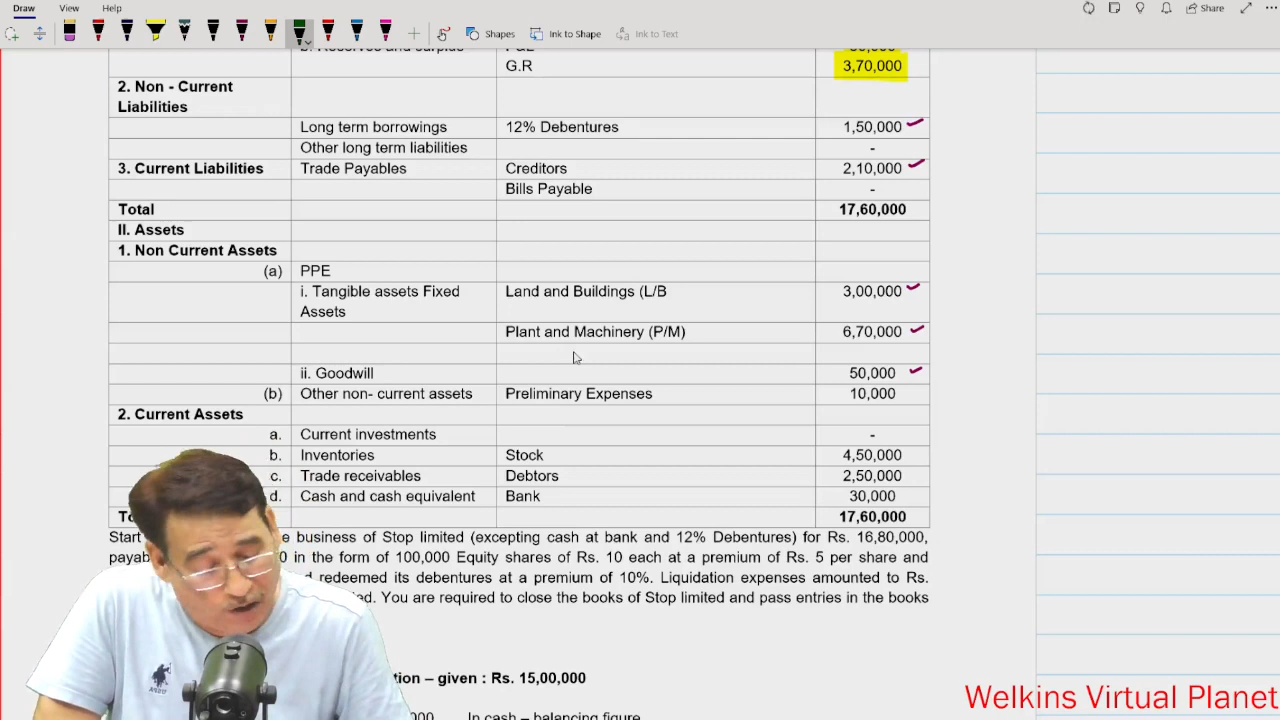 Draw View Help
Share
Shapes Ink to Shape Ink to Text
G.R 3,70,000
2. Non - Current
Liabilities
Long term borrowings 12% Debentures 1,50,000
Other long term liabilities -
3. Current Liabilities Trade Payables Creditors 2,10,000
Bills Payable -
Total 17,60,000
II. Assets
1. Non Current Assets
(a) PPE
i. Tangible assets Fixed Land and Buildings (L/B 3,00,000
Assets
Plant and Machinery (P/M) 6,70,000
ii. Goodwill 50,000
(b) Other non- current assets Preliminary Expenses 10,000
2. Current Assets
a. Current investments -
b. Inventories Stock 4,50,000
c. Trade receivables Debtors 2,50,000
d. Cash and cash equivalent Bank 30,000
17,60,000
Start business of Stop limited (excepting cash at bank and 12% Debentures) for Rs. 16,80,000,
in the form of 100,000 Equity shares of Rs. 10 each at a premium of Rs. 5 per share and
redeemed its debentures at a premium of 10%. Liquidation expenses amounted to Rs.
You are required to close the books of Stop limited and pass entries in the books
– given : Rs. 15,00,000
In cash – balancing figure
Welkins Virtual Planet